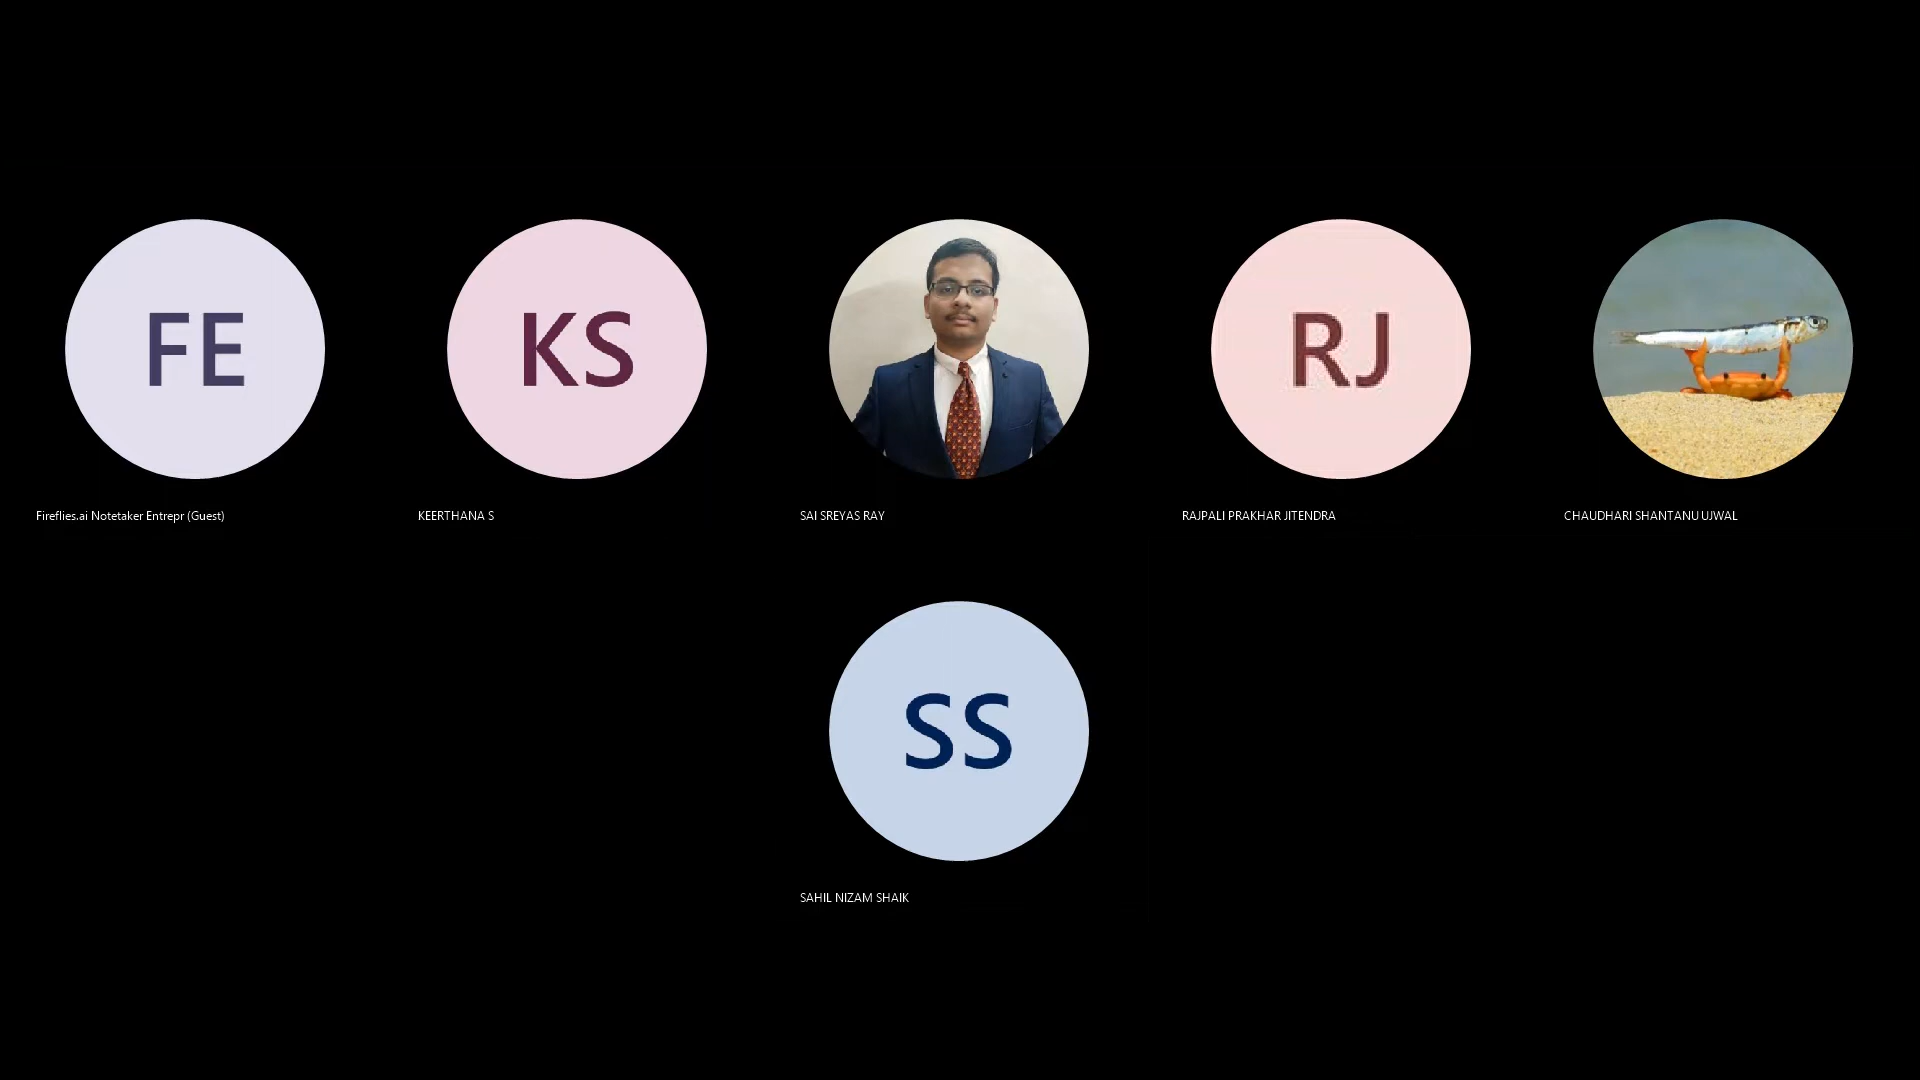 FE
KS
RJ
Fireflies.ai Notetaker Entrepr (Guest)
KEERTHANA S
SAI SREYAS RAY
RAJPALI PRAKHAR JITENDRA
CHAUDHARI SHANTANU UJWAL
SS
SAHIL NIZAM SHAIK